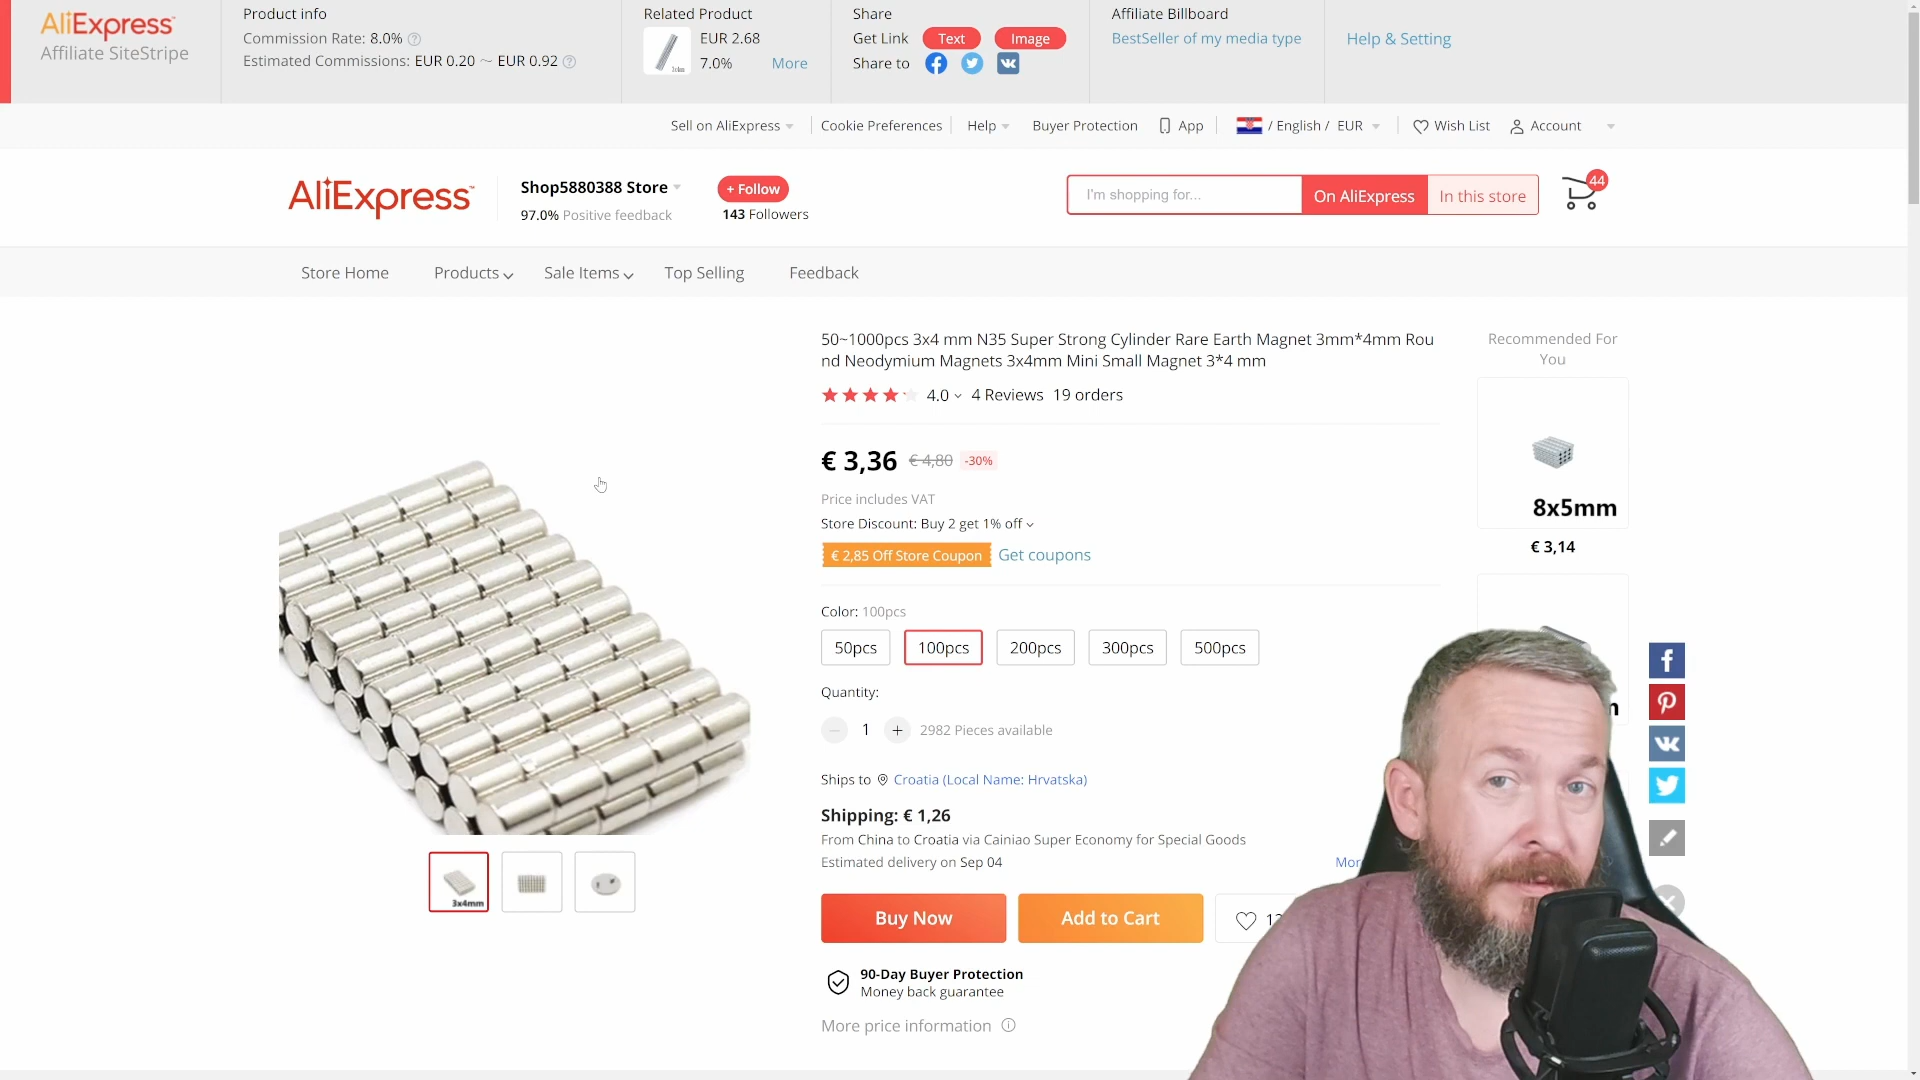 AliExpress™
Affiliate SiteStripe
Product info
Commission Rate: 8.0% ?
Estimated Commissions: EUR 0.20 ～ EUR 0.92 ?
Related Product
EUR 2.68
7.0% More
Share
Get Link Text Image
Share to
Affiliate Billboard
BestSeller of my media type
Help & Setting
Sell on AliExpress Cookie Preferences Help Buyer Protection App / English / EUR Wish List Account
AliExpress™
Shop5880388 Store
97.0% Positive feedback
+ Follow
143 Followers
I'm shopping for...
On AliExpress
In this store
44
Store Home Products Sale Items Top Selling Feedback
50~1000pcs 3x4 mm N35 Super Strong Cylinder Rare Earth Magnet 3mm*4mm Rou
nd Neodymium Magnets 3x4mm Mini Small Magnet 3*4 mm
4.0 4 Reviews 19 orders
€ 3,36 € 4,80 -30%
Price includes VAT
Store Discount: Buy 2 get 1% off
€ 2,85 Off Store Coupon Get coupons
Color: 100pcs
50pcs 100pcs 200pcs 300pcs 500pcs
Quantity:
1 + 2982 Pieces available
Ships to Croatia (Local Name: Hrvatska)
Shipping: € 1,26
From China to Croatia via Cainiao Super Economy for Special Goods
Estimated delivery on Sep 04
Mor
Buy Now
Add to Cart
90-Day Buyer Protection
Money back guarantee
More price information
3x4mm
Recommended For
You
8x5mm
€ 3,14